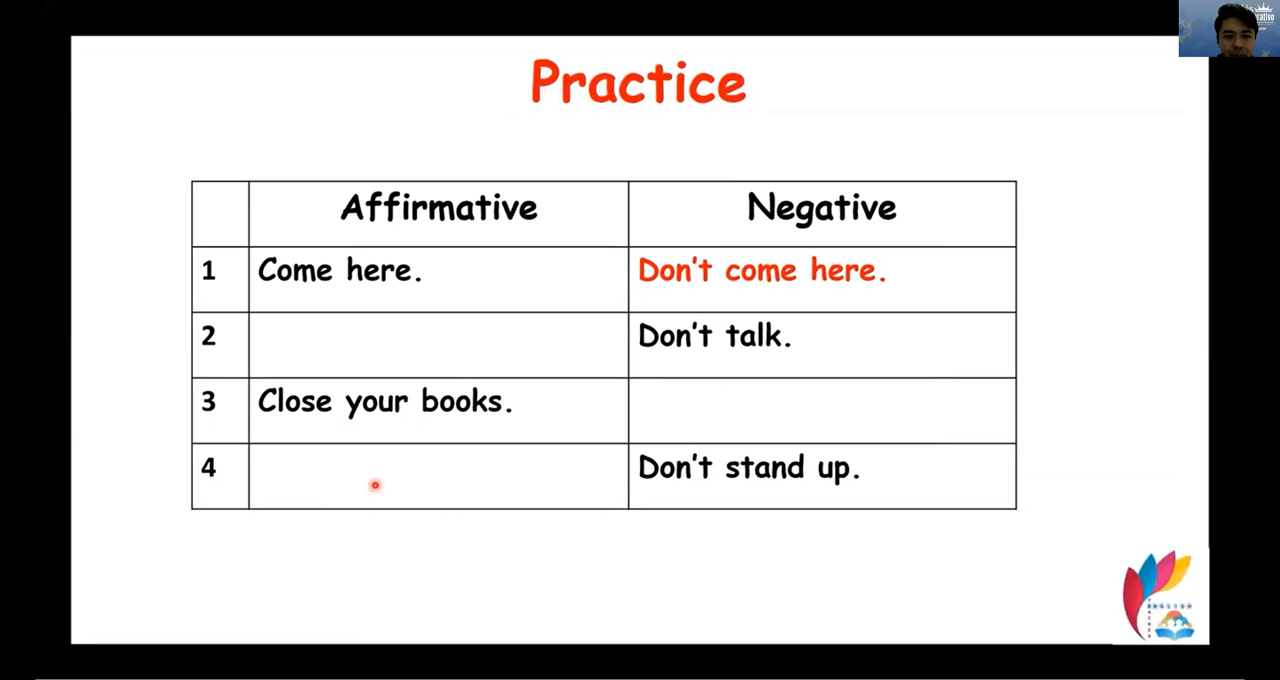 Practice
Affirmative Negative
1 Come here. Don't come here.
2 Don't talk.
3 Close your books.
4 Don't stand up.
ENGLISH